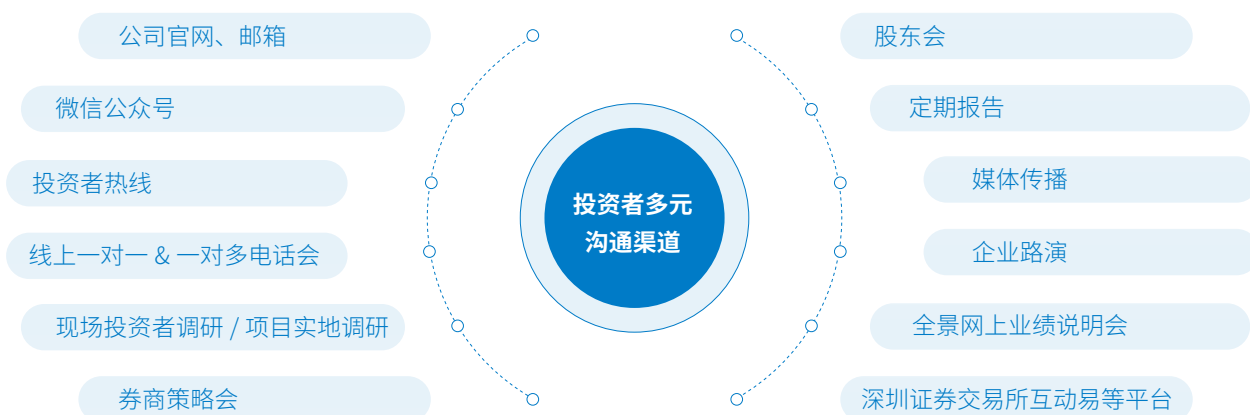 公司官网、邮箱
微信公众号
投资者热线
线上一对一 & 一对多电话会
现场投资者调研 / 项目实地调研
券商策略会
投资者多元
沟通渠道
股东会
定期报告
媒体传播
企业路演
全景网上业绩说明会
深圳证券交易所互动易等平台